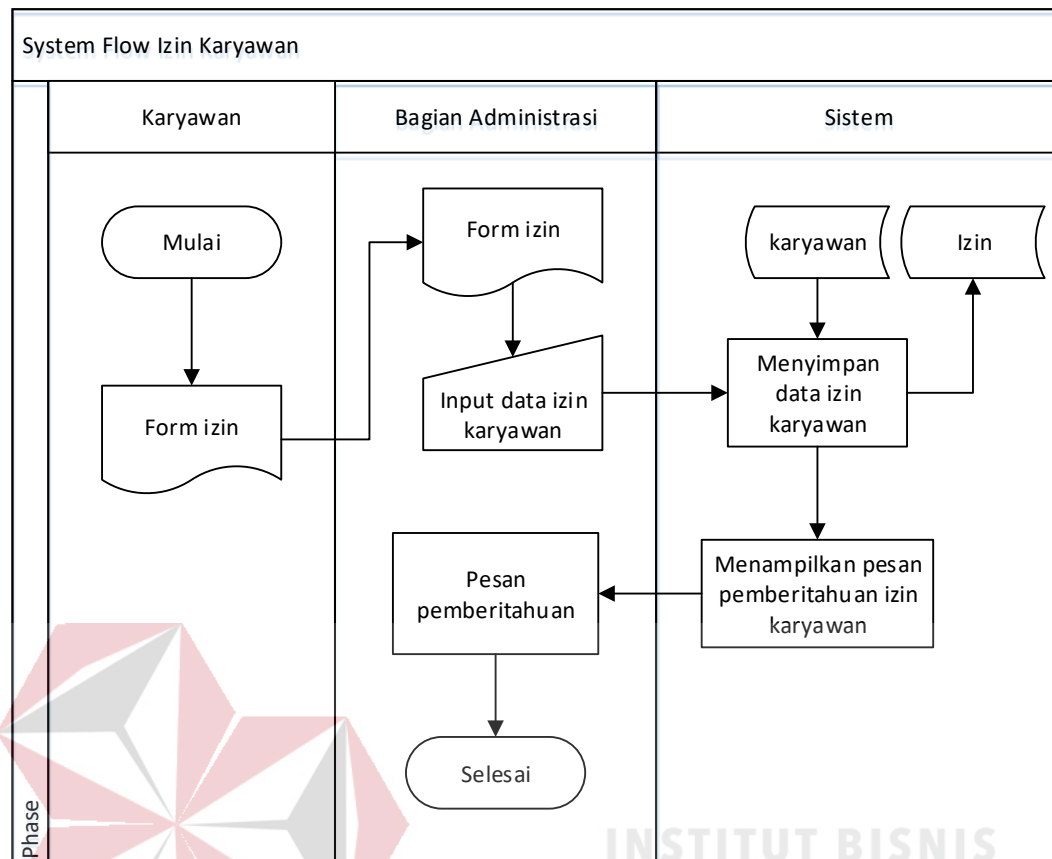 System Flow Izin Karyawan
Karyawan
Bagian Administrasi
Sistem
Mulai
Form izin
karyawan
Izin
Form izin
Input data izin
karyawan
Menyimpan
data izin
karyawan
Pesan
pemberitahuan
Menampilkan pesan
pemberitahuan izin
karyawan
Selesai
Phase
INSTITUT BISNIS